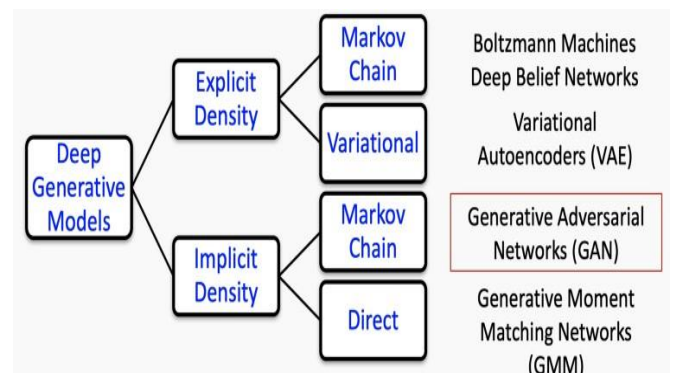 Deep
Generative
Models
Explicit
Density
Implicit
Density
Markov
Chain
Variational
Markov
Chain
Direct
Boltzmann Machines
Deep Belief Networks
Variational
Autoencoders (VAE)
Generative Adversarial
Networks (GAN)
Generative Moment
Matching Networks
(GMM)